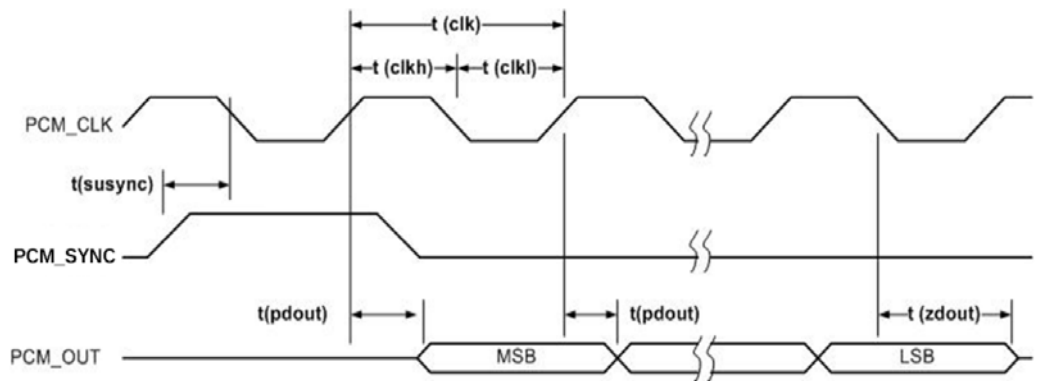 t (clk)
t (clkh) t (clkl)
PCM_CLK
t(susync)
PCM_SYNC
t(pdout) t(pdout) t (zdout)
PCM_OUT MSB LSB